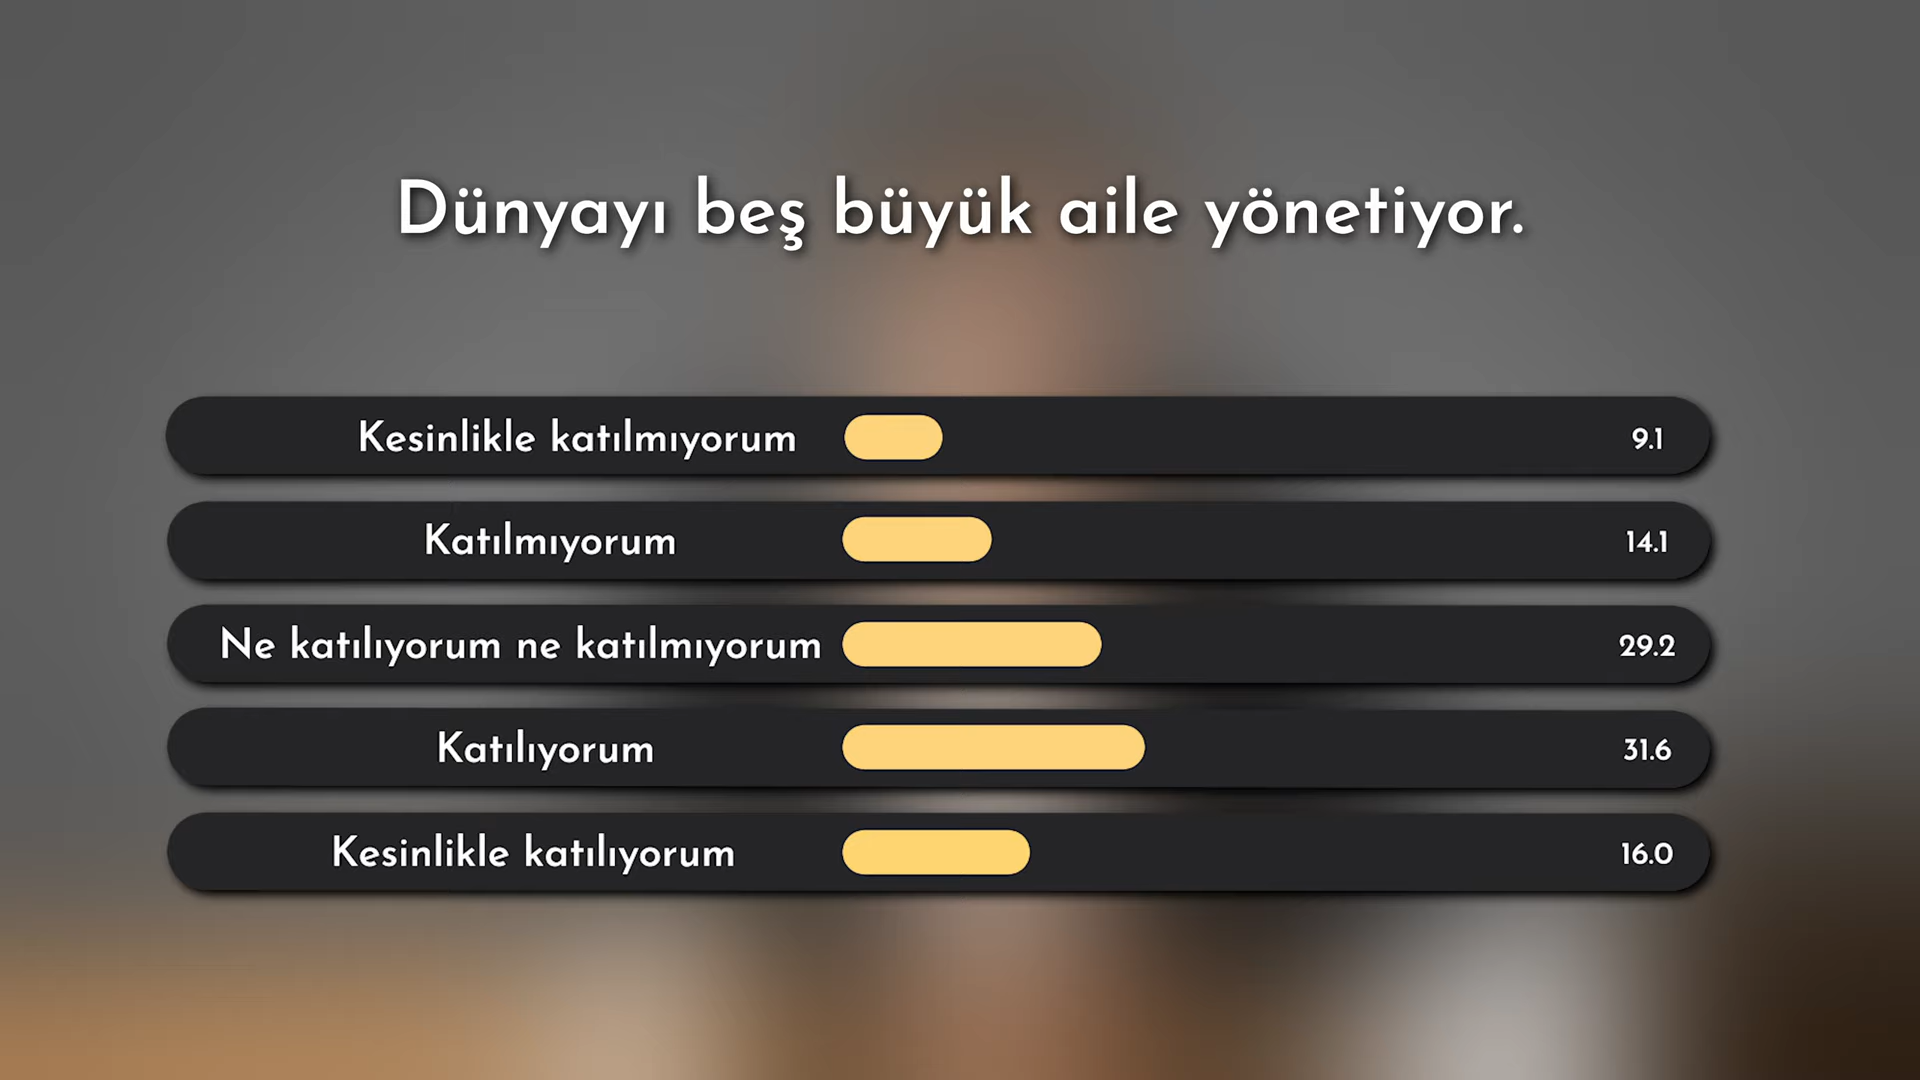 Dünyayı beş büyük aile yönetiyor.
Kesinlikle katılmıyorum 9.1
Katılmıyorum 14.1
Ne katılıyorum ne katılmıyorum 29.2
Katılıyorum 31.6
Kesinlikle katılıyorum 16.0